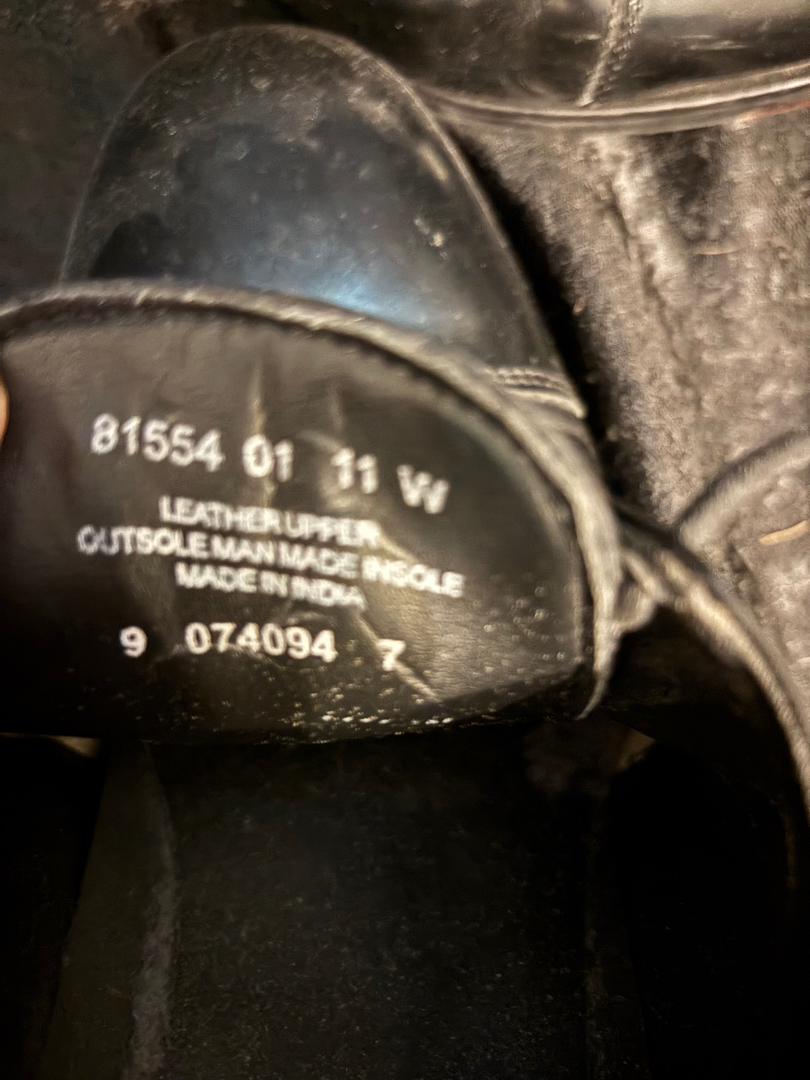 81554 01 11 W
LEATHER UPPER
OUTSOLE MAN MADE INSOLE
MADE IN INDIA
9 074094 7